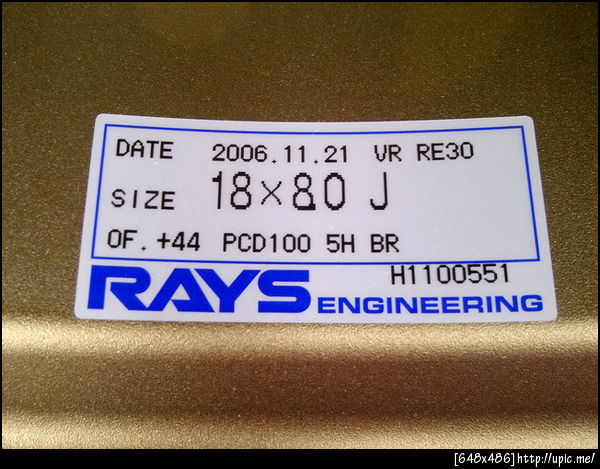 DATE 2006.11.21 VR RE30
SIZE 18×8.0 J
OF. +44 PCD100 5H BR
H1100551
RAYS ENGINEERING
[648x486]http://upic.me/